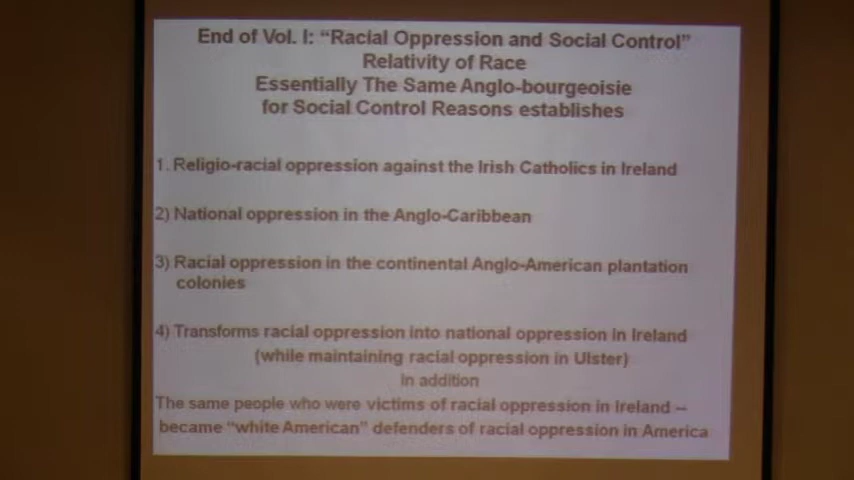 End of Vol. I: “Racial Oppression and Social Control”
Relativity of Race
Essentially The Same Anglo-bourgeoisie
for Social Control Reasons establishes
1. Religio-racial oppression against the Irish Catholics in Ireland
2) National oppression in the Anglo-Caribbean
3) Racial oppression in the continental Anglo-American plantation
colonies
4) Transforms racial oppression into national oppression in Ireland
(while maintaining racial oppression in Ulster)
In addition
The same people who were victims of racial oppression in Ireland –
became “white American” defenders of racial oppression in America